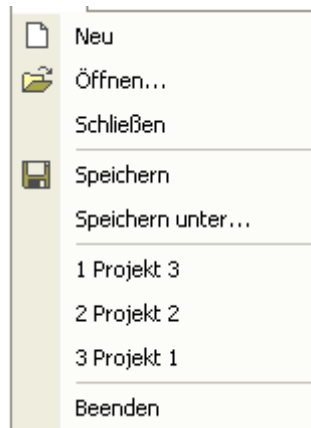 Neu
Öffnen...
Schließen
Speichern
Speichern unter...
1 Projekt 3
2 Projekt 2
3 Projekt 1
Beenden